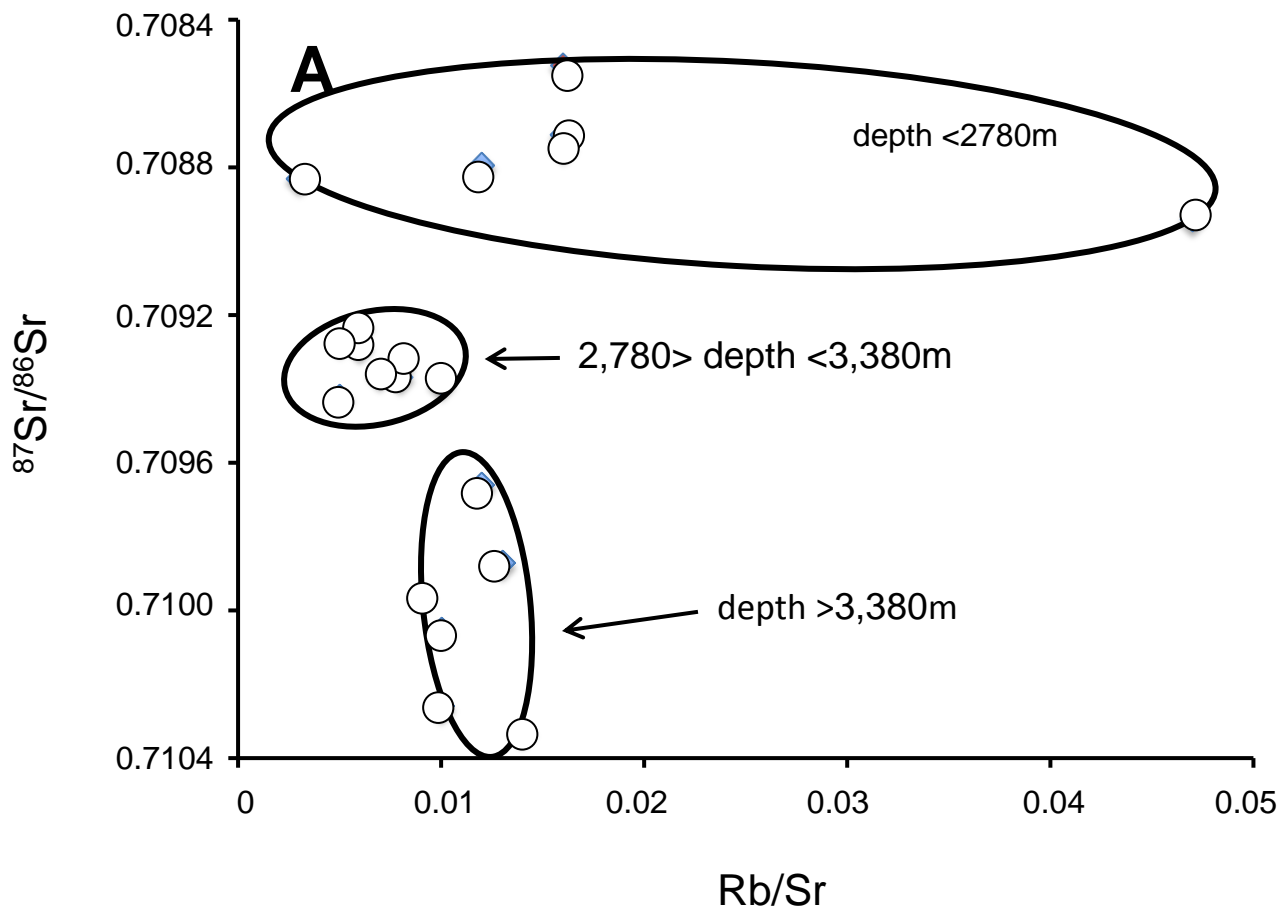 A
0.7084
depth <2780m
0.7088
0.7092
2,780> depth <3,380m
⁸⁷Sr/⁸⁶Sr
0.7096
0.7100
depth >3,380m
0.7104
0 0.01 0.02 0.03 0.04 0.05
Rb/Sr